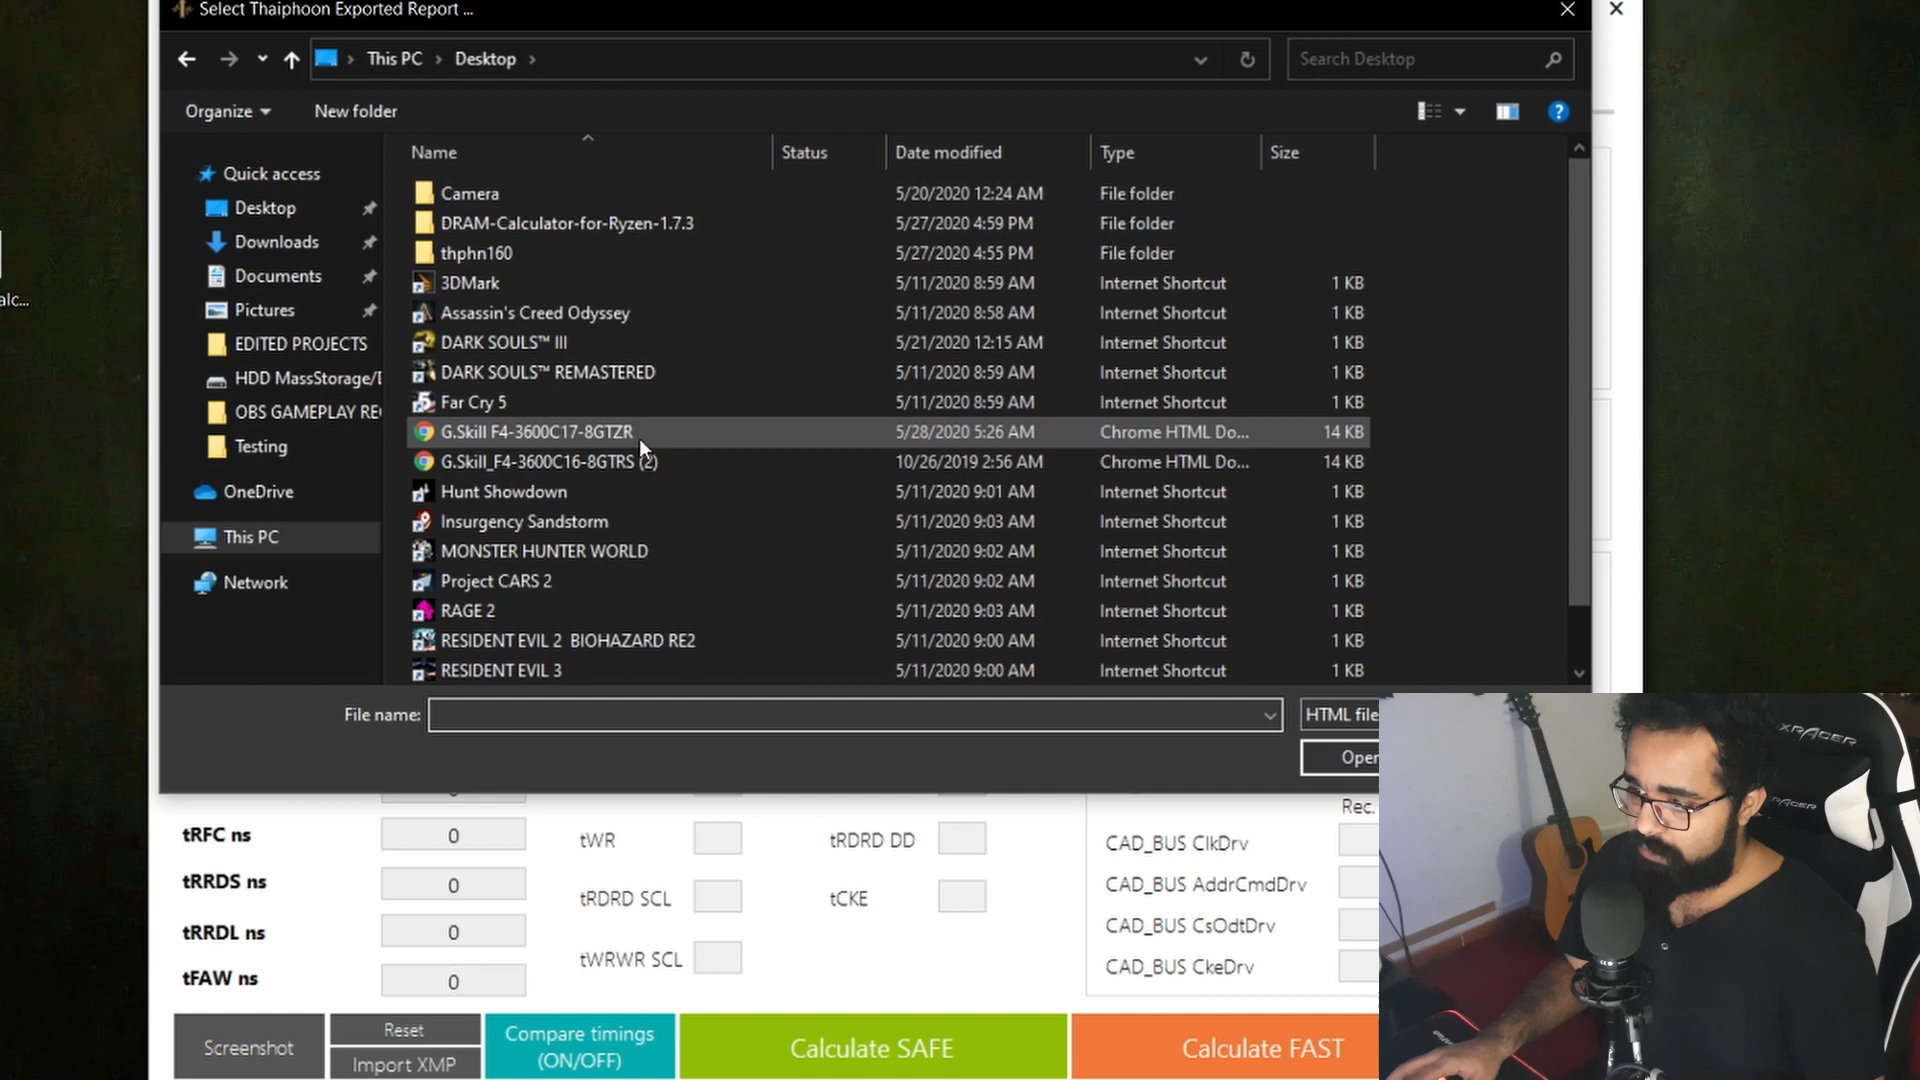 Select Thaiphoon Exported Report ...
This PC
Desktop
Search Desktop
Organize
New folder
Name
Status
Date modified
Type
Size
Quick access
Desktop
Downloads
Documents
Pictures
EDITED PROJECTS
HDD MassStorage/D
OBS GAMEPLAY RE
Testing
OneDrive
This PC
Network
Camera 5/20/2020 12:24 AM File folder
DRAM-Calculator-for-Ryzen-1.7.3 5/27/2020 4:59 PM File folder
thphn160 5/27/2020 4:55 PM File folder
3DMark 5/11/2020 8:59 AM Internet Shortcut 1 KB
Assassin's Creed Odyssey 5/11/2020 8:58 AM Internet Shortcut 1 KB
DARK SOULS™ III 5/21/2020 12:15 AM Internet Shortcut 1 KB
DARK SOULS™ REMASTERED 5/11/2020 8:59 AM Internet Shortcut 1 KB
Far Cry 5 5/11/2020 8:59 AM Internet Shortcut 1 KB
G.Skill F4-3600C17-8GTZR 5/28/2020 5:26 AM Chrome HTML Do... 14 KB
G.Skill_F4-3600C16-8GTRS (2) 10/26/2019 2:56 AM Chrome HTML Do... 14 KB
Hunt Showdown 5/11/2020 9:01 AM Internet Shortcut 1 KB
Insurgency Sandstorm 5/11/2020 9:03 AM Internet Shortcut 1 KB
MONSTER HUNTER WORLD 5/11/2020 9:02 AM Internet Shortcut 1 KB
Project CARS 2 5/11/2020 9:02 AM Internet Shortcut 1 KB
RAGE 2 5/11/2020 9:03 AM Internet Shortcut 1 KB
RESIDENT EVIL 2 BIOHAZARD RE2 5/11/2020 9:00 AM Internet Shortcut 1 KB
RESIDENT EVIL 3 5/11/2020 9:00 AM Internet Shortcut 1 KB
alc...
File name:
HTML file
Open
tRFC ns 0
tRRDS ns 0
tRRDL ns 0
tFAW ns 0
tWR
tRDRD SCL
tWRWR SCL
tRDRD DD
tCKE
Rec.
CAD_BUS ClkDrv
CAD_BUS AddrCmdDrv
CAD_BUS CsOdtDrv
CAD_BUS CkeDrv
Screenshot
Reset
Import XMP
Compare timings
(ON/OFF)
Calculate SAFE
Calculate FAST
XRACER
RACER